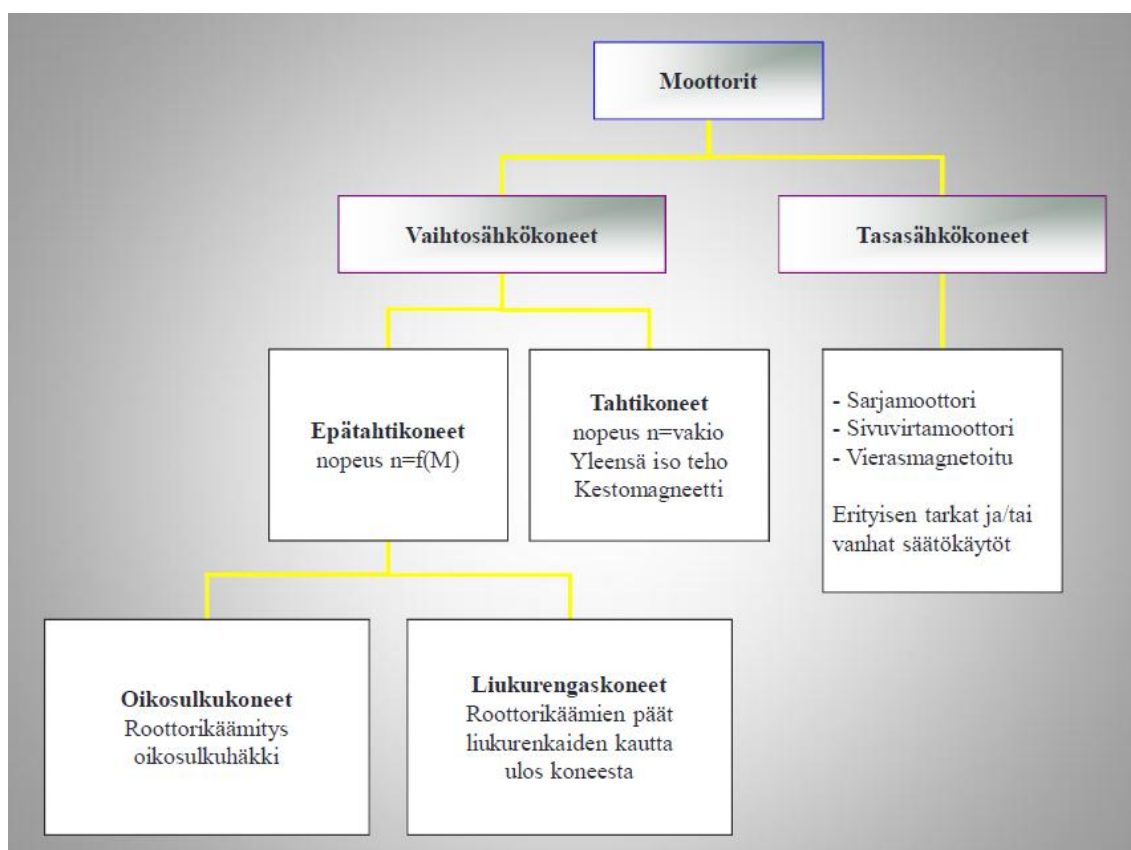 Moottorit
Vaihtosähkökoneet
Tasasähkökoneet
Epätahtikoneet
nopeus n=f(M)
Tahtikoneet
nopeus n=vakio
Yleensä iso teho
Kestomagneetti
- Sarjamoottori
- Sivuvirtamoottori
- Vierasmagnetoitu
Erityisen tarkat ja/tai
vanhat säätökäytöt
Oikosulkukoneet
Roottorikäämitys
oikosulkuhäkki
Liukurengaskoneet
Roottorikäämien päät
liukurenkaiden kautta
ulos koneesta